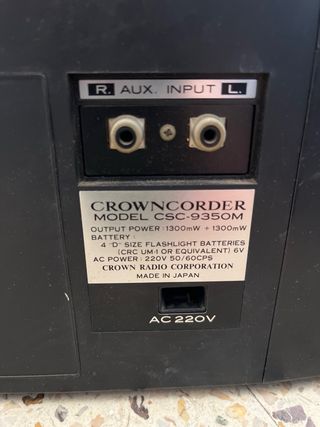 R. AUX. INPUT L.
CROWNCORDER
MODEL CSC-9350M
OUTPUT POWER : 1300mW + 1300mW
BATTERY :
4 "D" SIZE FLASHLIGHT BATTERIES
(CRC UM-1 OR EQUIVALENT) 6V
AC POWER : 220V 50/60CPS
CROWN RADIO CORPORATION
MADE IN JAPAN
AC 220V